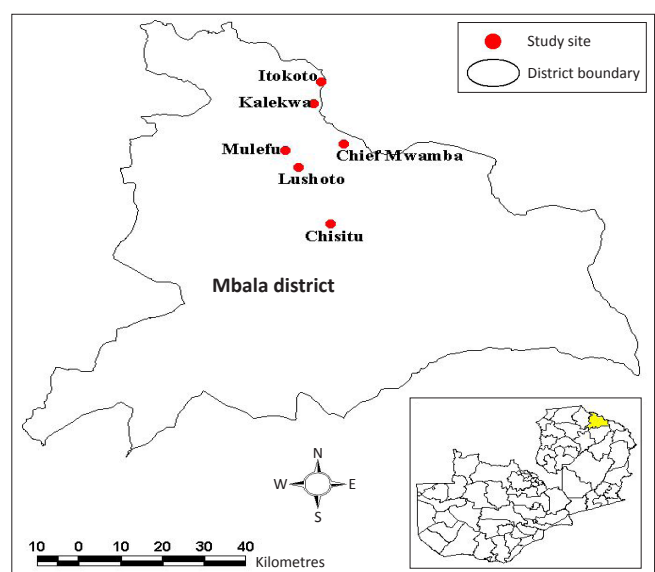 Study site
District boundary
Itokoto
Kalekwa
Mulefu
Chief Mwamba
Lushoto
Chisitu
Mbala district
N
W E
S
10 0 10 20 30 40 Kilometres